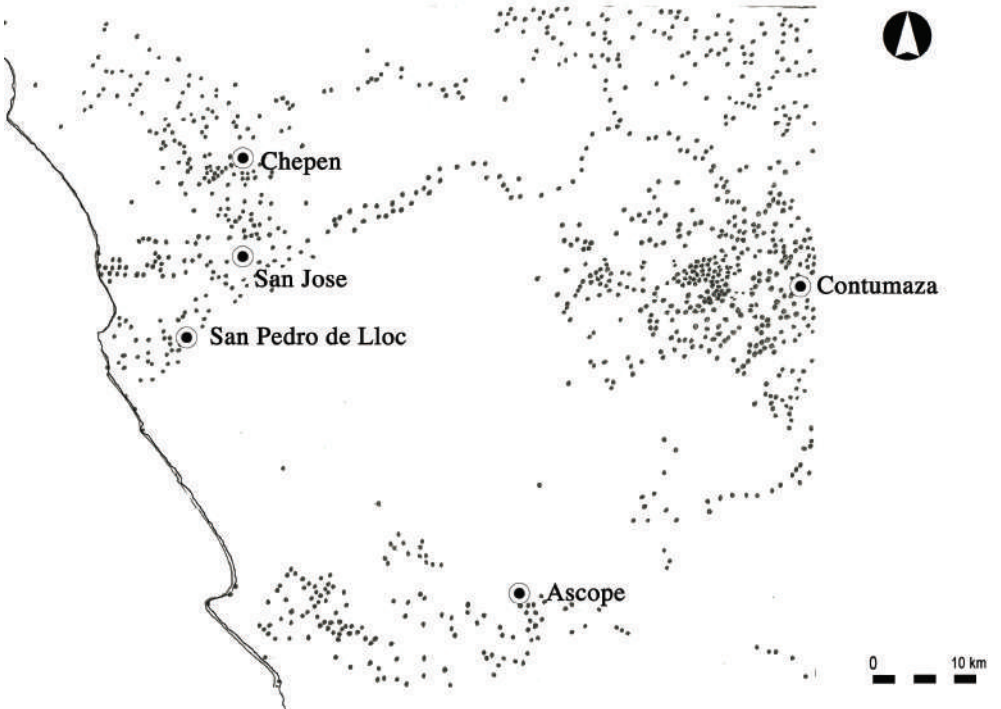 Chepen
San Jose
Contumaza
San Pedro de Lloc
Ascope
0 10 km